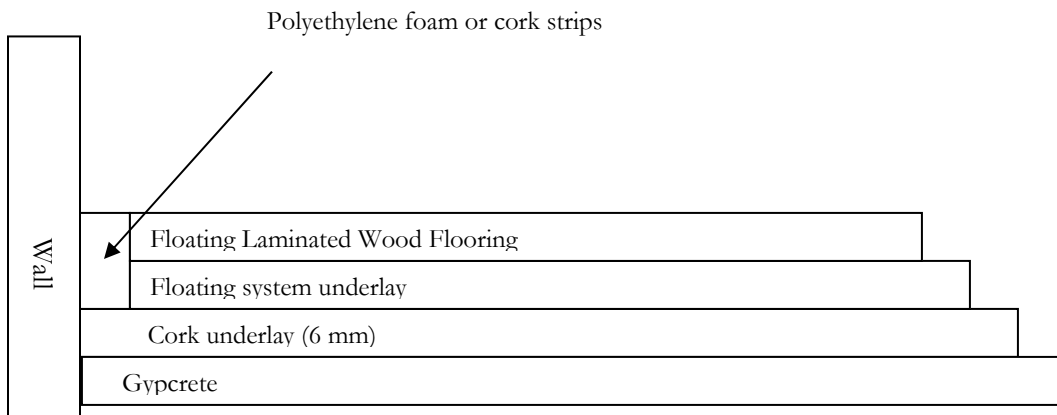 Polyethylene foam or cork strips
Wall
Floating Laminated Wood Flooring
Floating system underlay
Cork underlay (6 mm)
Gypcrete